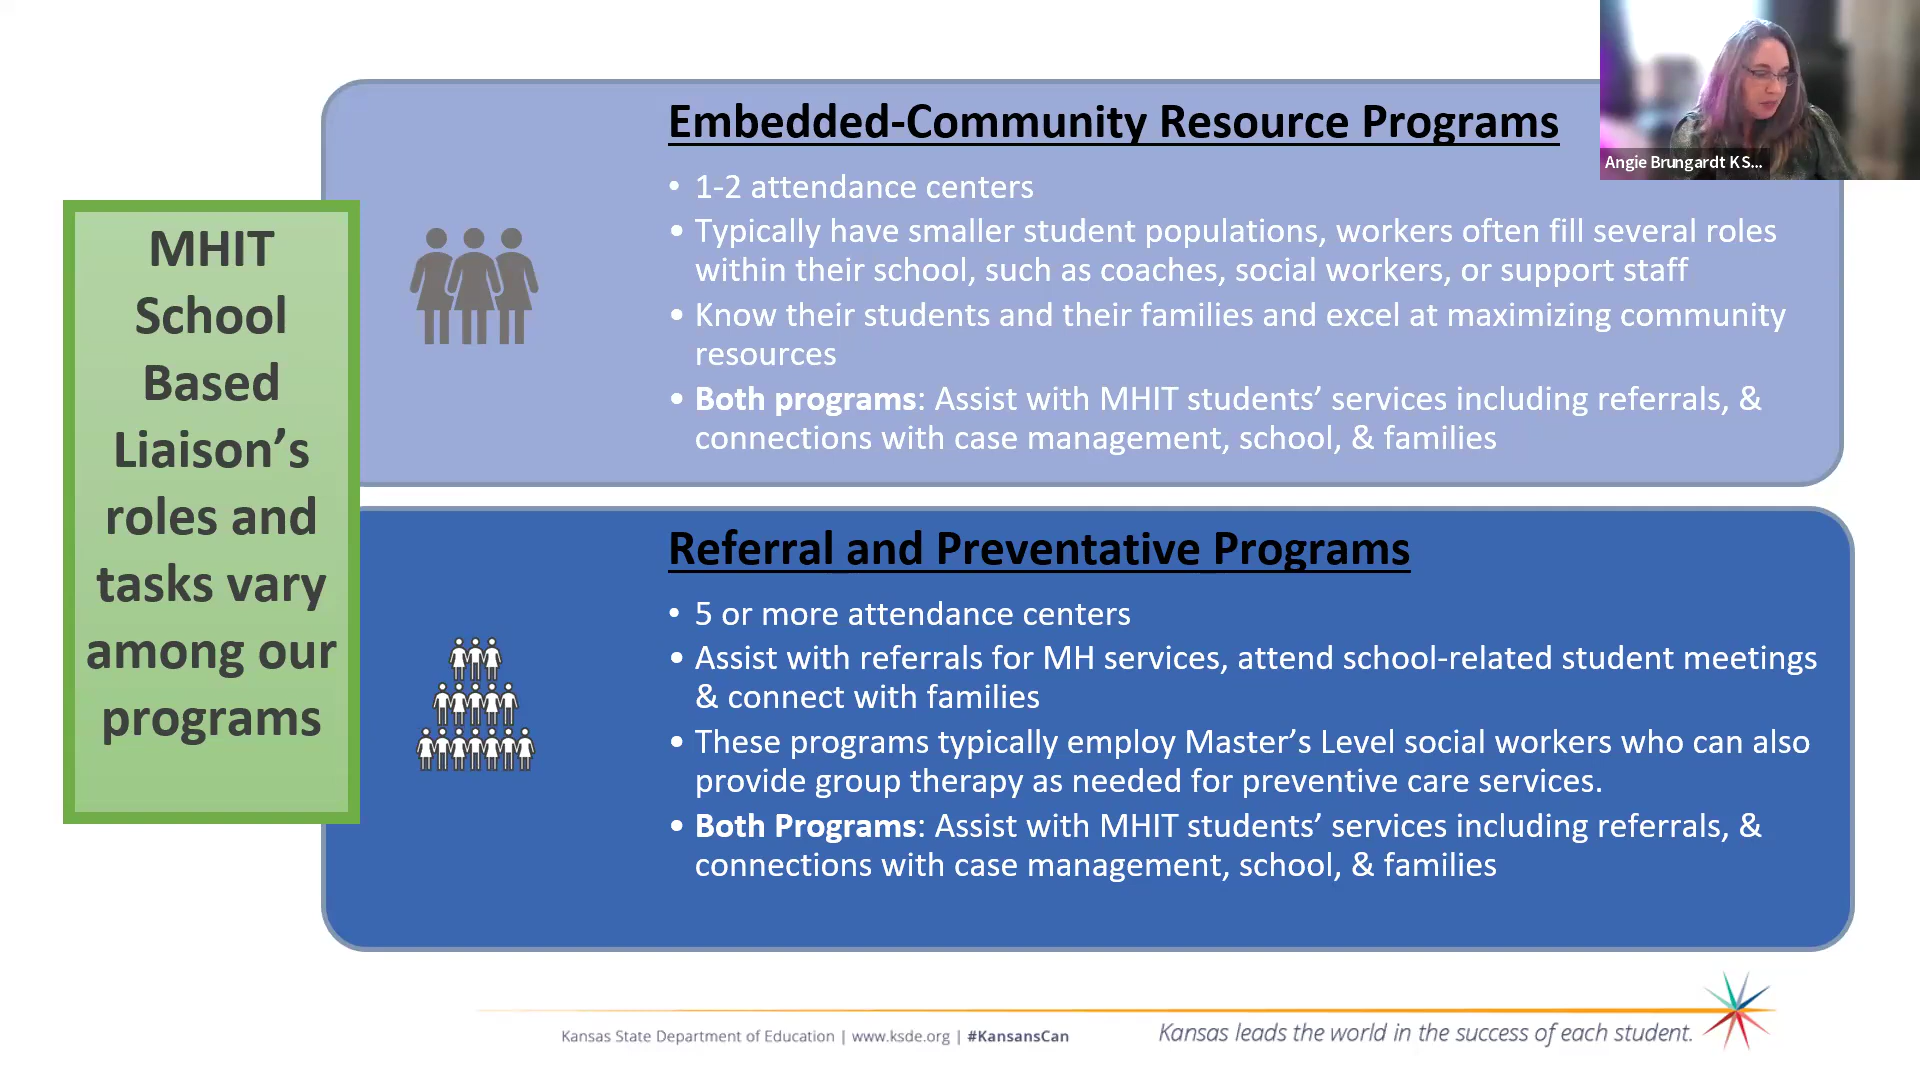 Embedded-Community Resource Programs
• 1-2 attendance centers
• Typically have smaller student populations, workers often fill several roles
within their school, such as coaches, social workers, or support staff
• Know their students and their families and excel at maximizing community
resources
• Both programs: Assist with MHIT students’ services including referrals, &
connections with case management, school, & families
MHIT
School
Based
Liaison’s
roles and
tasks vary
among our
programs
Referral and Preventative Programs
• 5 or more attendance centers
• Assist with referrals for MH services, attend school-related student meetings
& connect with families
• These programs typically employ Master’s Level social workers who can also
provide group therapy as needed for preventive care services.
• Both Programs: Assist with MHIT students’ services including referrals, &
connections with case management, school, & families
Angie Brungardt K S...
Kansas State Department of Education | www.ksde.org | #KansansCan
Kansas leads the world in the success of each student.